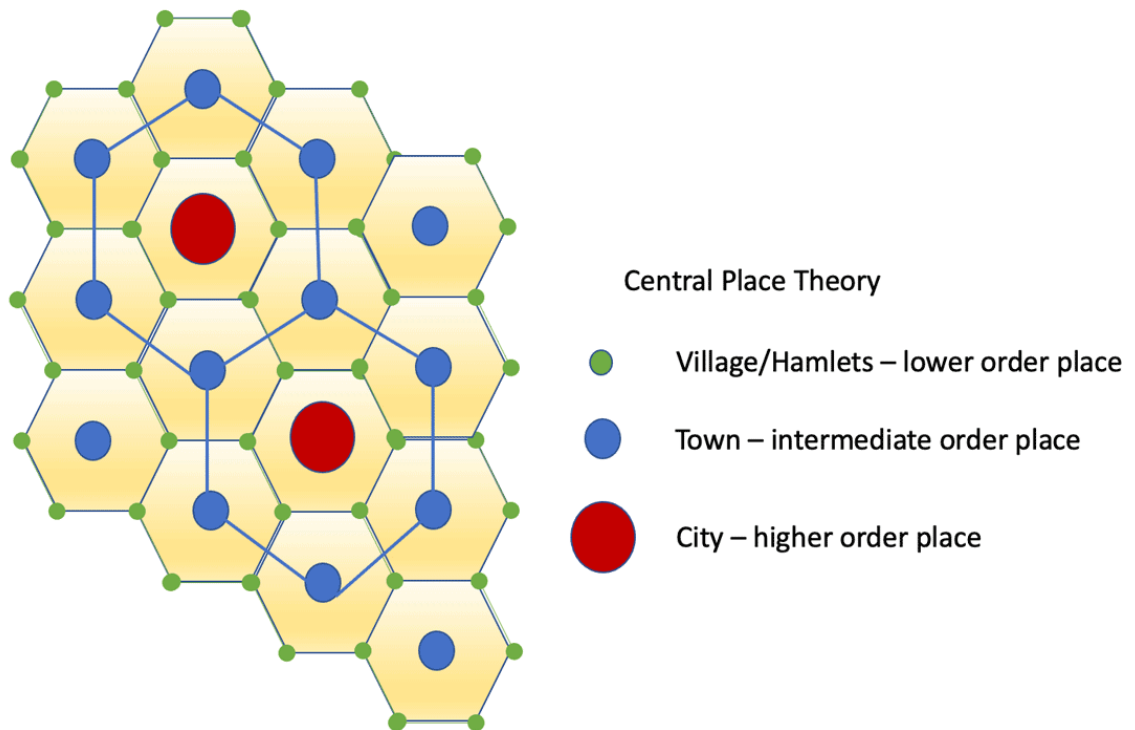 Central Place Theory
Village/Hamlets – lower order place
Town – intermediate order place
City – higher order place